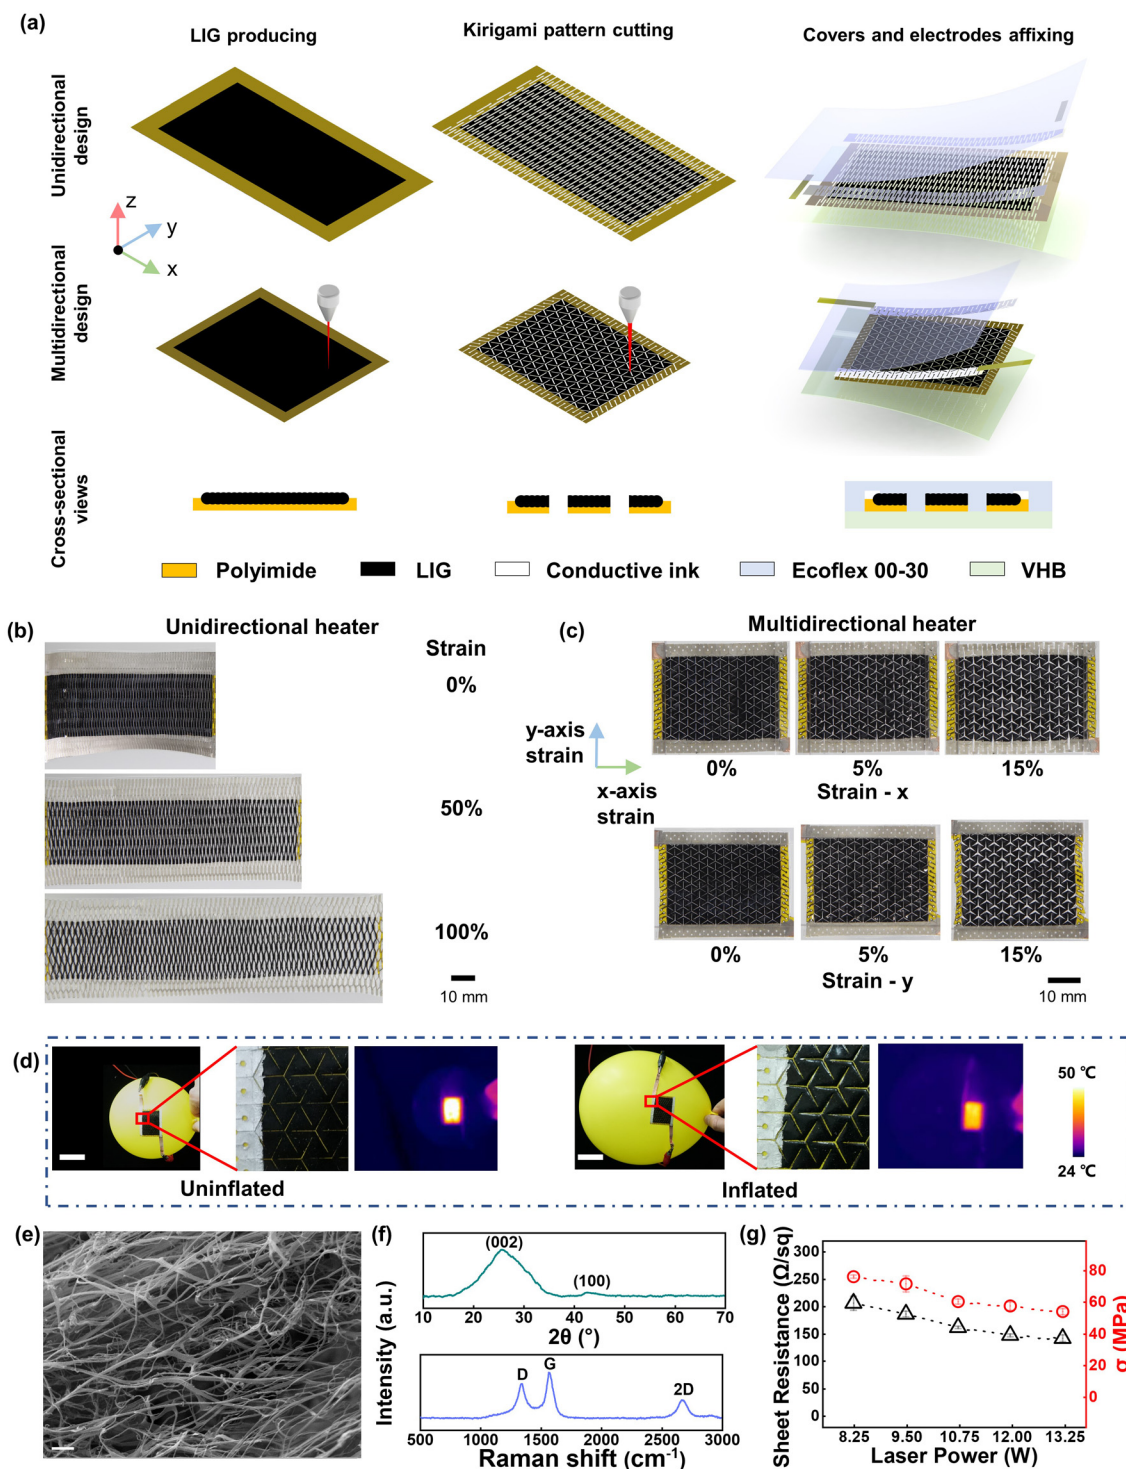 (a)
LIG producing
Kirigami pattern cutting
Covers and electrodes affixing
Unidirectional
design
z
y
x
Multidirectional
design
Cross-sectional
views
Polyimide
LIG
Conductive ink
Ecoflex 00-30
VHB
(b)
Unidirectional heater
Strain
0%
50%
100%
10 mm
(c)
Multidirectional heater
y-axis
strain
x-axis
strain
0%
5%
15%
Strain - x
0%
5%
15%
Strain - y
10 mm
(d)
Uninflated
Inflated
50 ℃
24 ℃
(e)
(f)
(002)
(100)
10 20 30 40 50 60 70
2θ (°)
Intensity (a.u.)
D
G
2D
500 1000 1500 2000 2500 3000
Raman shift (cm-1)
(g)
Sheet Resistance (Ω/sq)
300
250
200
150
100
50
0
80
60
40
20
0
σ (MPa)
8.25 9.50 10.75 12.00 13.25
Laser Power (W)